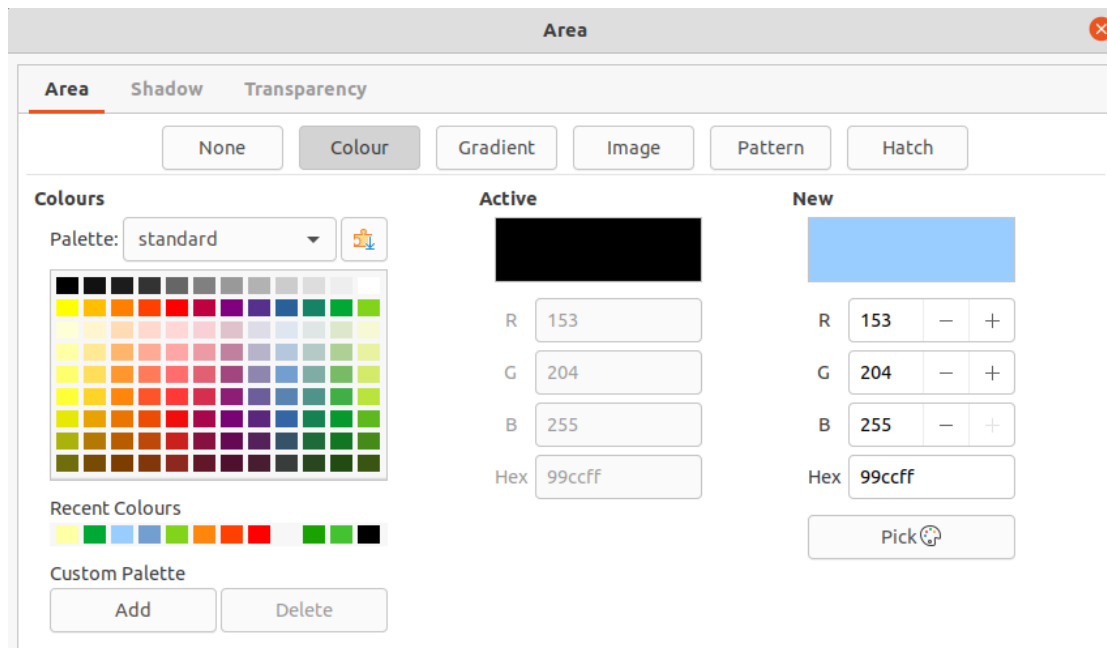 Area
Area Shadow Transparency
None Colour Gradient Image Pattern Hatch
Colours Active New
Palette: standard
R 153 R 153 − +
G 204 G 204 − +
B 255 B 255 − +
Hex 99ccff Hex 99ccff
Recent Colours
Pick
Custom Palette
Add Delete